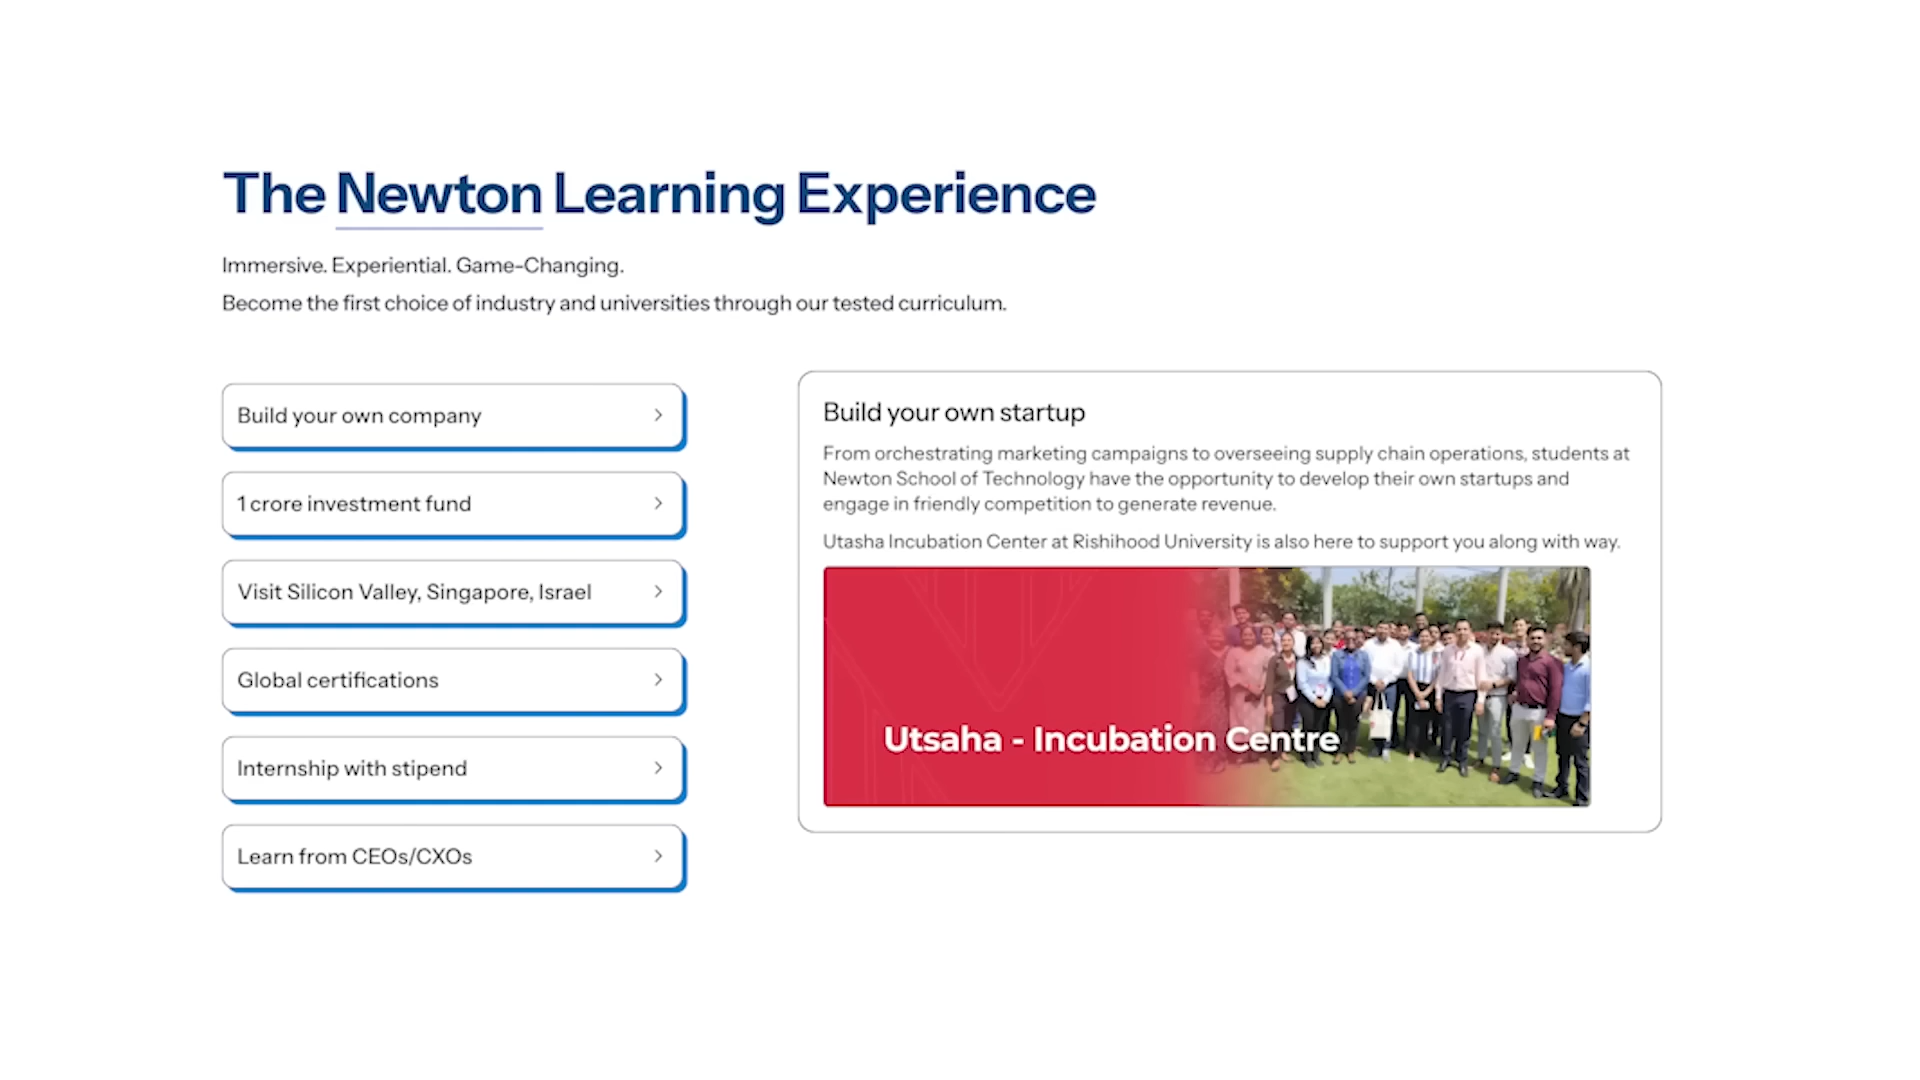 The Newton Learning Experience
Immersive. Experiential. Game-Changing.
Become the first choice of industry and universities through our tested curriculum.
Build your own company
1 crore investment fund
Visit Silicon Valley, Singapore, Israel
Global certifications
Internship with stipend
Learn from CEOs/CXOs
Build your own startup
From orchestrating marketing campaigns to overseeing supply chain operations, students at
Newton School of Technology have the opportunity to develop their own startups and
engage in friendly competition to generate revenue.
Utasha Incubation Center at Rishihood University is also here to support you along with way.
Utsaha - Incubation Centre